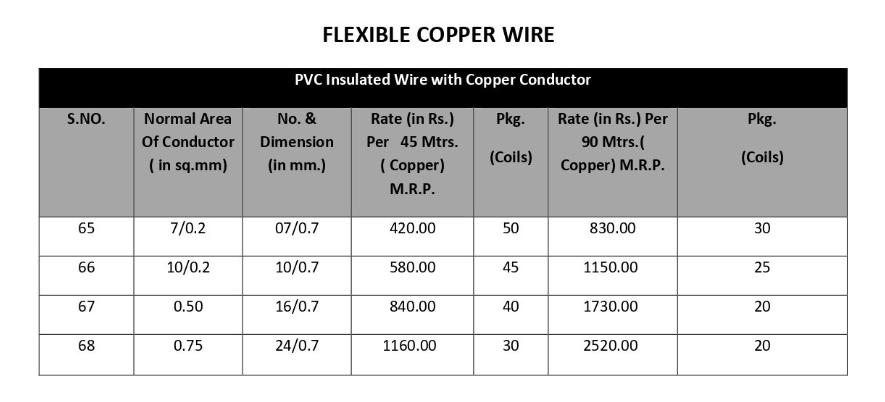 FLEXIBLE COPPER WIRE
PVC Insulated Wire with Copper Conductor
S.NO. Normal Area No. & Rate (in Rs.) Pkg. Rate (in Rs.) Per Pkg.
Of Conductor Dimension Per 45 Mtrs. (Coils) 90 Mtrs.( (Coils)
( in sq.mm) (in mm.) ( Copper) Copper) M.R.P.
M.R.P.
65 7/0.2 07/0.7 420.00 50 830.00 30
66 10/0.2 10/0.7 580.00 45 1150.00 25
67 0.50 16/0.7 840.00 40 1730.00 20
68 0.75 24/0.7 1160.00 30 2520.00 20